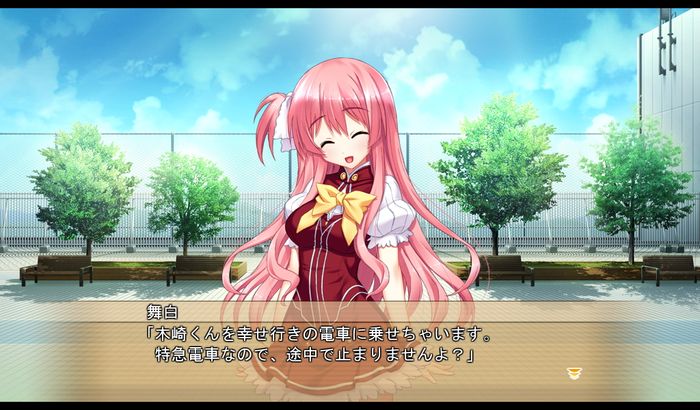 舞白
「木崎くんを幸せ行きの電車に乗せちゃいます。
特急電車なので、途中で止まりませんよ？」